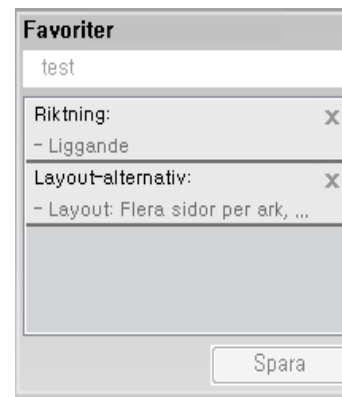 Favoriter
test
Riktning:
x
- Liggande
Layout-alternativ:
x
- Layout: Flera sidor per ark, ...
Spara